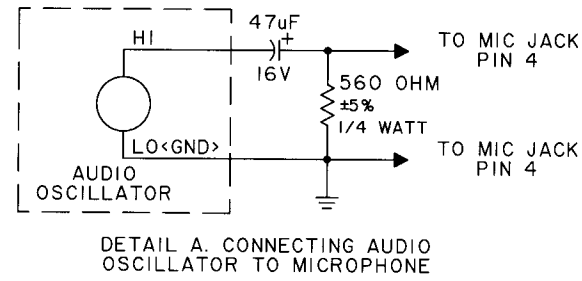 47uF
HI
+
16V
TO MIC JACK
PIN 4
560 OHM
±5%
1/4 WATT
LO<GND>
TO MIC JACK
PIN 4
AUDIO
OSCILLATOR
DETAIL A. CONNECTING AUDIO
OSCILLATOR TO MICROPHONE